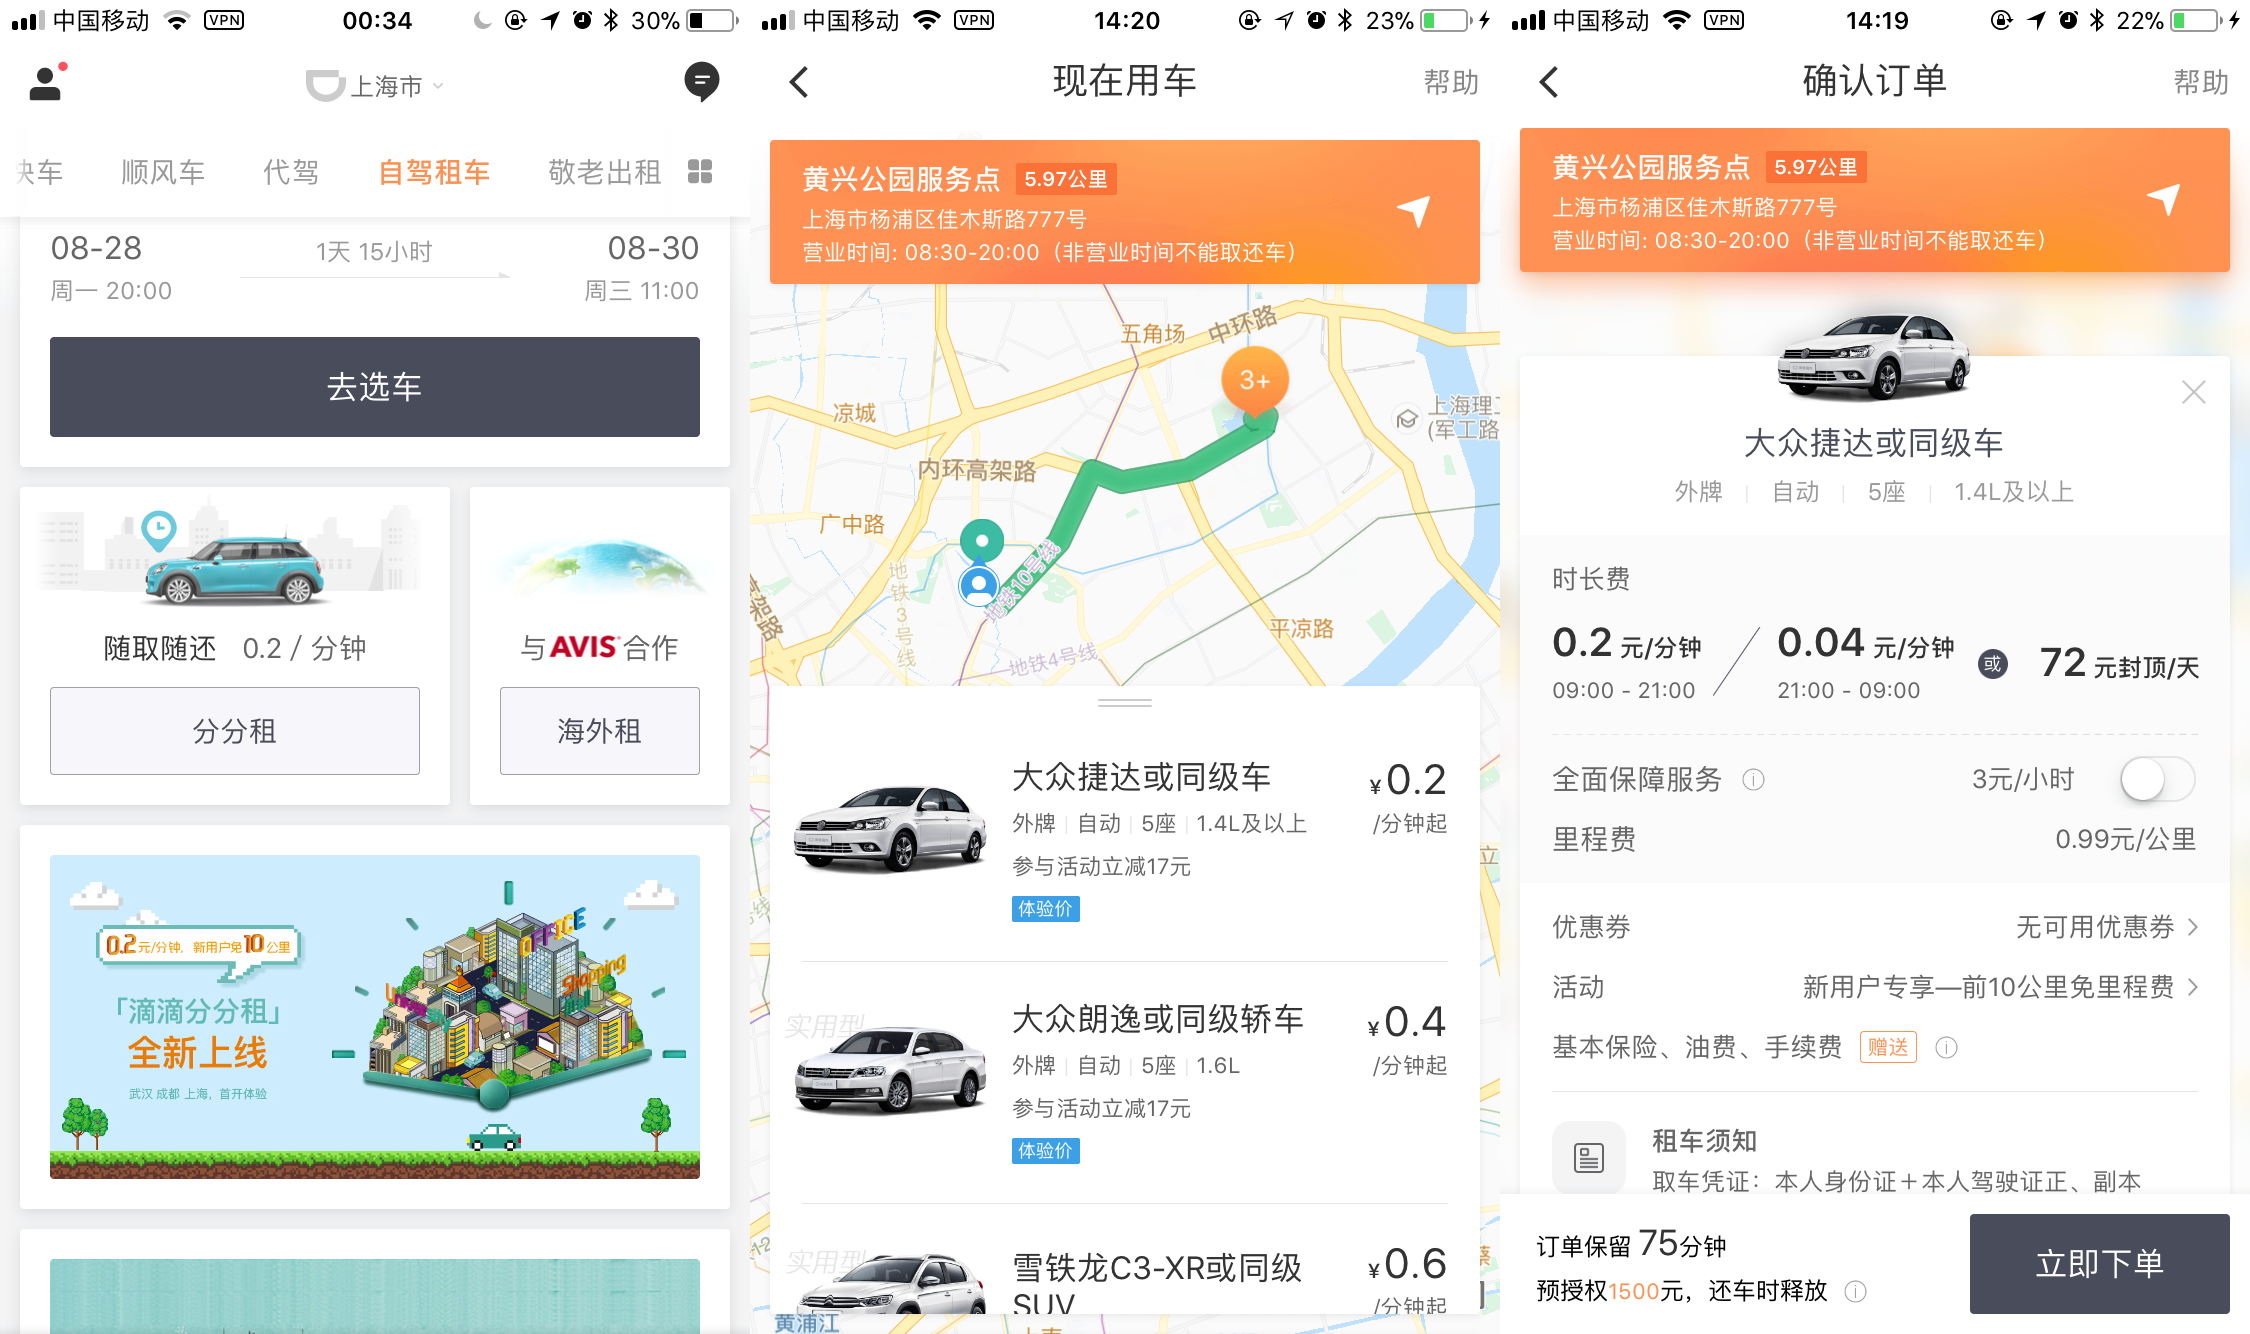 中国移动 VPN 00:34 30%
上海市
快车 顺风车 代驾 自驾租车 敬老出租
08-28 1天 15小时 08-30
周一 20:00 周三 11:00
去选车
随取随还 0.2 / 分钟
分分租
与AVIS合作
海外租
0.2元/分钟，新用户免10公里
「滴滴分分租」
全新上线
武汉 成都 上海，首开体验
OFFICE
Shopping
Mall
University
中国移动 VPN 14:20 23%
现在用车 帮助
黄兴公园服务点 5.97公里
上海市杨浦区佳木斯路777号
营业时间: 08:30-20:00（非营业时间不能取还车）
五角场 中环路
3+
凉城
上海理工
(军工路
内环高架路
广中路
地铁3号线
地铁10号线
平凉路
地铁4号线
大众捷达或同级车 ¥0.2
外牌 自动 5座 1.4L及以上 /分钟起
参与活动立减17元
体验价
实用型
大众朗逸或同级轿车 ¥0.4
外牌 自动 5座 1.6L /分钟起
参与活动立减17元
体验价
实用型
雪铁龙C3-XR或同级 ¥0.6
SUV /分钟起
黄浦江
中国移动 VPN 14:19 22%
确认订单 帮助
黄兴公园服务点 5.97公里
上海市杨浦区佳木斯路777号
营业时间: 08:30-20:00（非营业时间不能取还车）
大众捷达或同级车
外牌 自动 5座 1.4L及以上
时长费
0.2 元/分钟 0.04 元/分钟 或 72 元封顶/天
09:00 - 21:00 21:00 - 09:00
全面保障服务 3元/小时
里程费 0.99元/公里
优惠券 无可用优惠券
活动 新用户专享—前10公里免里程费
基本保险、油费、手续费 赠送
租车须知
取车凭证：本人身份证＋本人驾驶证正、副本
订单保留 75分钟
预授权1500元，还车时释放
立即下单